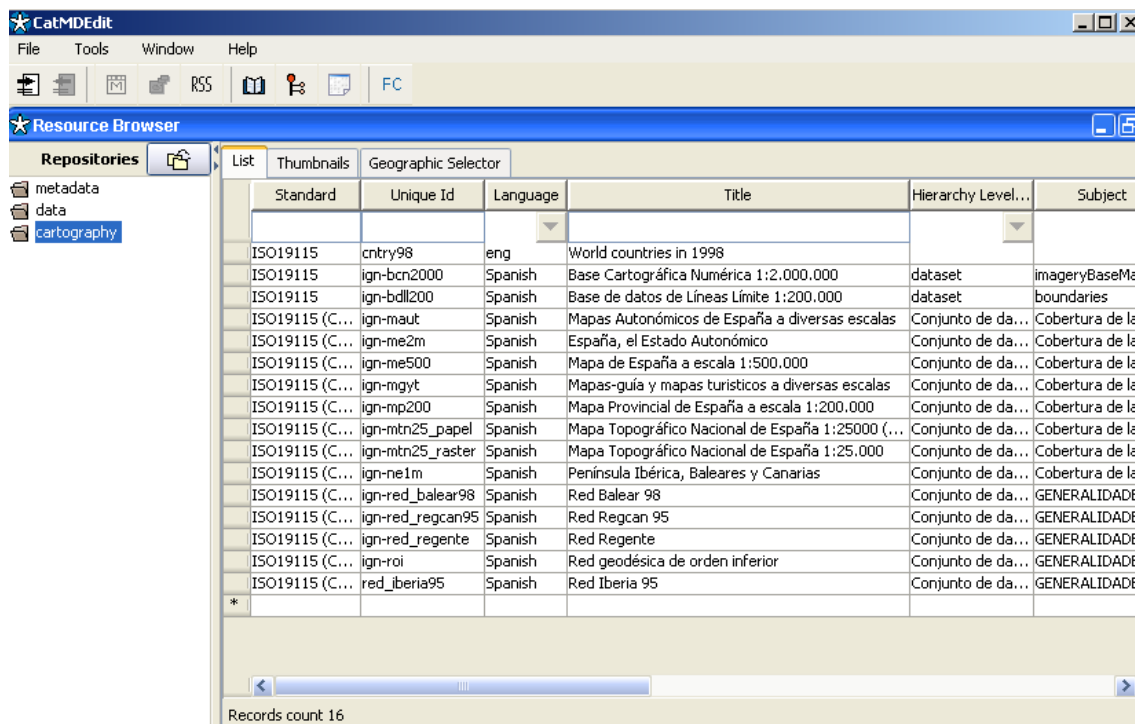 CatMDEdit
File Tools Window Help
RSS FC
Resource Browser
Repositories
metadata
data
cartography
List Thumbnails Geographic Selector
Standard Unique Id Language Title Hierarchy Level... Subject
ISO19115 cntry98 eng World countries in 1998
ISO19115 ign-bcn2000 Spanish Base Cartográfica Numérica 1:2.000.000 dataset imageryBaseMa
ISO19115 ign-bdll200 Spanish Base de datos de Líneas Límite 1:200.000 dataset boundaries
ISO19115 (C... ign-maut Spanish Mapas Autonómicos de España a diversas escalas Conjunto de da... Cobertura de la
ISO19115 (C... ign-me2m Spanish España, el Estado Autonómico Conjunto de da... Cobertura de la
ISO19115 (C... ign-me500 Spanish Mapa de España a escala 1:500.000 Conjunto de da... Cobertura de la
ISO19115 (C... ign-mgyt Spanish Mapas-guía y mapas turisticos a diversas escalas Conjunto de da... Cobertura de la
ISO19115 (C... ign-mp200 Spanish Mapa Provincial de España a escala 1:200.000 Conjunto de da... Cobertura de la
ISO19115 (C... ign-mtn25_papel Spanish Mapa Topográfico Nacional de España 1:25000 (... Conjunto de da... Cobertura de la
ISO19115 (C... ign-mtn25_raster Spanish Mapa Topográfico Nacional de España 1:25.000 Conjunto de da... Cobertura de la
ISO19115 (C... ign-ne1m Spanish Península Ibérica, Baleares y Canarias Conjunto de da... Cobertura de la
ISO19115 (C... ign-red_balear98 Spanish Red Balear 98 Conjunto de da... GENERALIDADE
ISO19115 (C... ign-red_regcan95 Spanish Red Regcan 95 Conjunto de da... GENERALIDADE
ISO19115 (C... ign-red_regente Spanish Red Regente Conjunto de da... GENERALIDADE
ISO19115 (C... ign-roi Spanish Red geodésica de orden inferior Conjunto de da... GENERALIDADE
ISO19115 (C... red_iberia95 Spanish Red Iberia 95 Conjunto de da... GENERALIDADE
*
Records count 16